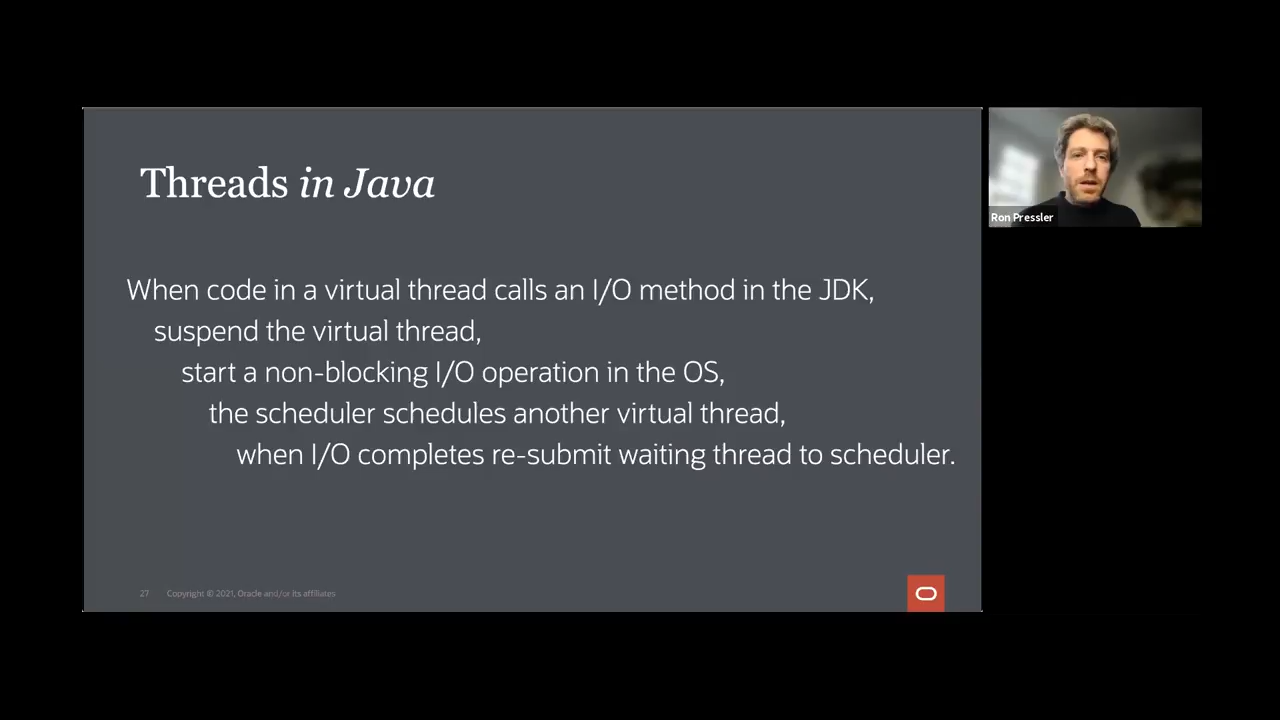 Threads in Java
When code in a virtual thread calls an I/O method in the JDK,
suspend the virtual thread,
start a non-blocking I/O operation in the OS,
the scheduler schedules another virtual thread,
when I/O completes re-submit waiting thread to scheduler.
27 Copyright © 2021, Oracle and/or its affiliates
Ron Pressler